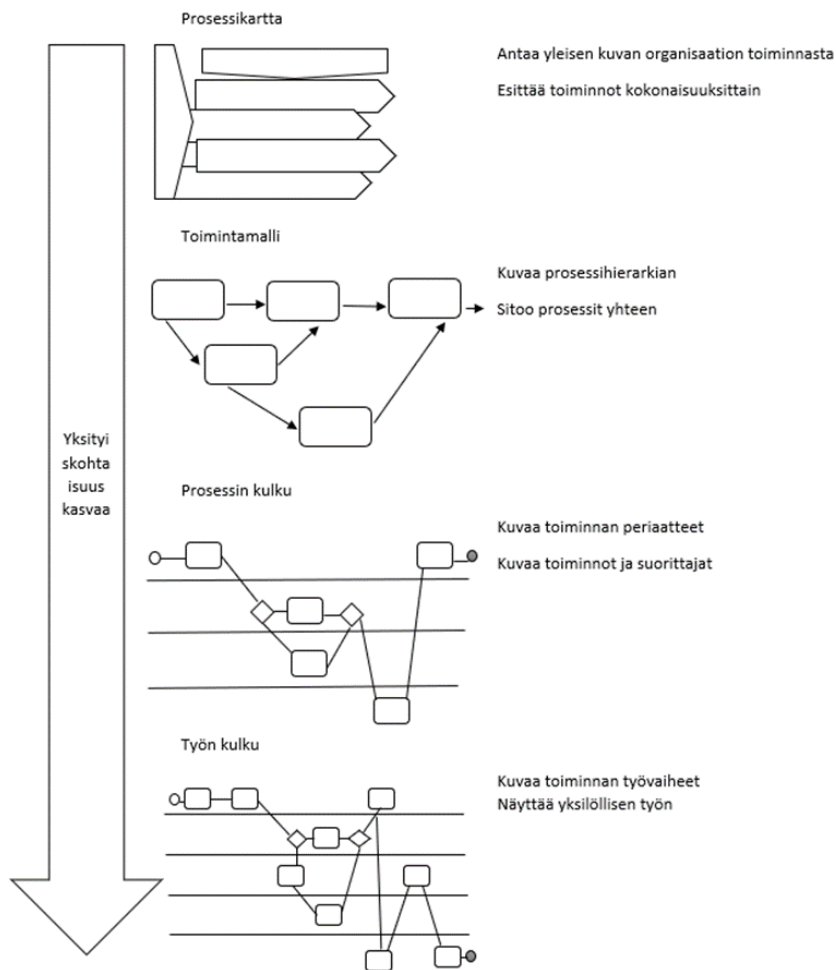 Prosessikartta
Antaa yleisen kuvan organisaation toiminnasta
Esittää toiminnot kokonaisuuksittain
Toimintamalli
Kuvaa prosessihierarkian
Sitoo prosessit yhteen
Yksityi
skohta
isuus
kasvaa
Prosessin kulku
Kuvaa toiminnan periaatteet
Kuvaa toiminnot ja suorittajat
Työn kulku
Kuvaa toiminnan työvaiheet
Näyttää yksilöllisen työn